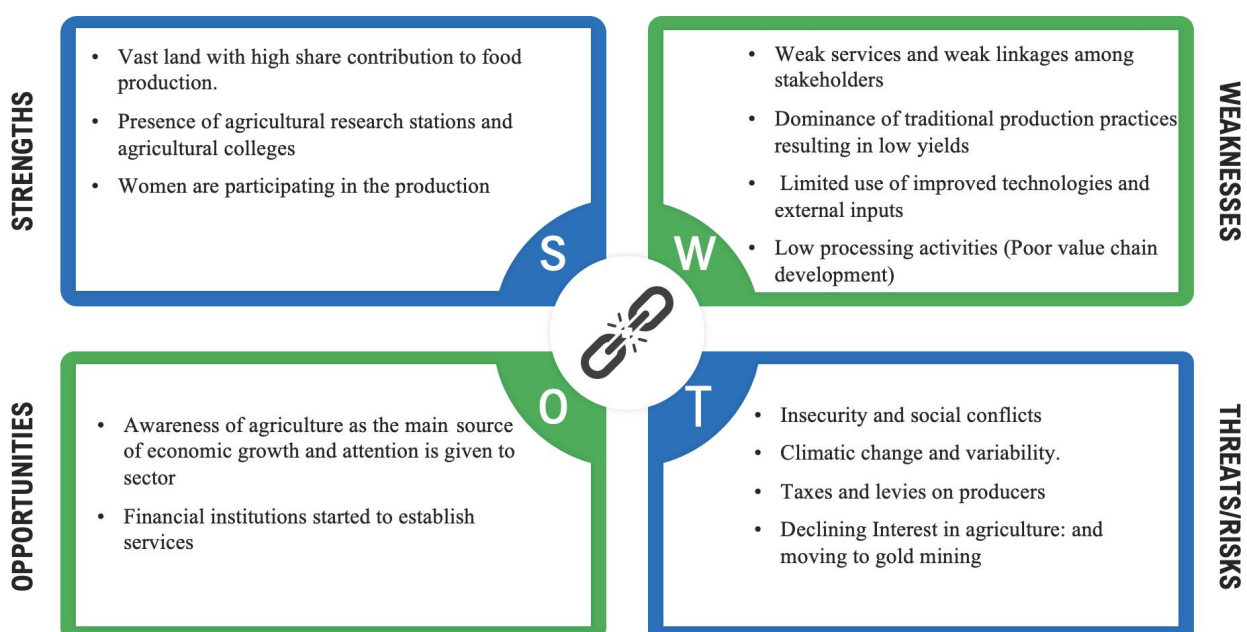 STRENGTHS
• Vast land with high share contribution to food
production.
• Presence of agricultural research stations and
agricultural colleges
• Women are participating in the production
S
WEAKNESSES
• Weak services and weak linkages among
stakeholders
• Dominance of traditional production practices
resulting in low yields
• Limited use of improved technologies and
external inputs
• Low processing activities (Poor value chain
development)
W
OPPORTUNITIES
• Awareness of agriculture as the main source
of economic growth and attention is given to
sector
• Financial institutions started to establish
services
O
THREATS/RISKS
• Insecurity and social conflicts
• Climatic change and variability.
• Taxes and levies on producers
• Declining Interest in agriculture: and
moving to gold mining
T